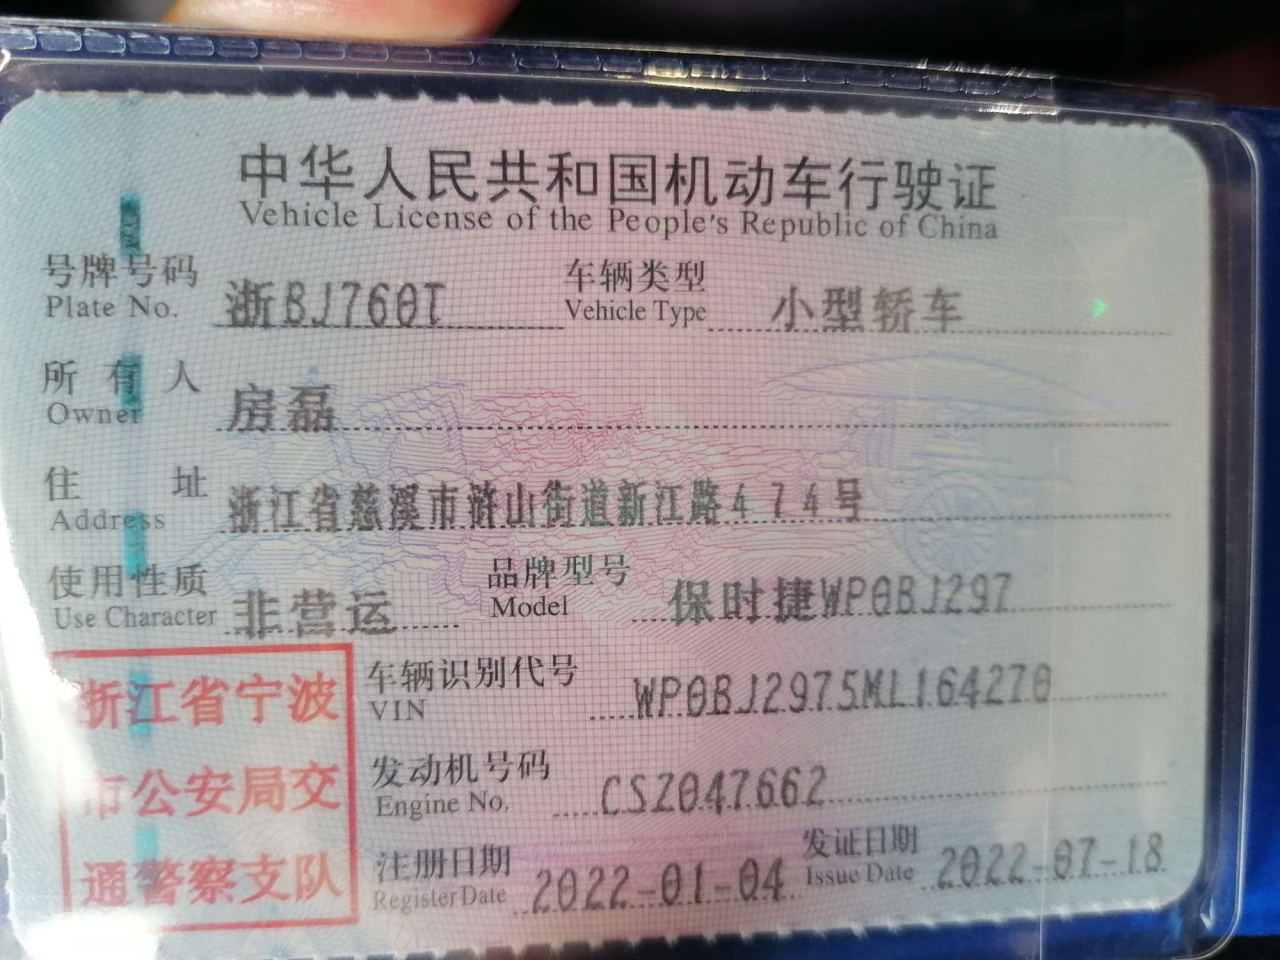 中华人民共和国机动车行驶证
Vehicle License of the People's Republic of China
号牌号码 浙BJ760T 车辆类型 小型轿车
Plate No. Vehicle Type
所有人 房磊
Owner
住址 浙江省慈溪市浒山街道新江路474号
Address
使用性质 非营运 品牌型号 保时捷WP0BJ297
Use Character Model
浙江省宁波
市公安局交
通警察支队
车辆识别代号 WP0BJ2975ML164270
VIN
发动机号码 CSZ047662
Engine No.
注册日期 2022-01-04 发证日期 2022-07-18
Register Date Issue Date